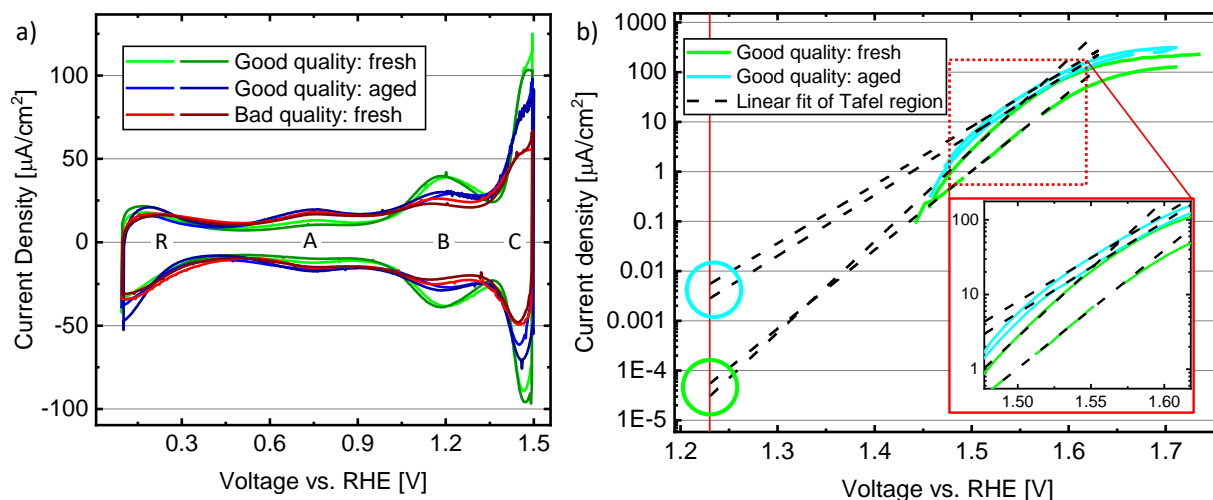 a)
Good quality: fresh
Good quality: aged
Bad quality: fresh
100
50
0
-50
-100
R
A
B
C
0.3
0.6
0.9
1.2
1.5
Current Density [µA/cm²]
Voltage vs. RHE [V]
b)
Good quality: fresh
Good quality: aged
Linear fit of Tafel region
1000
100
10
1
0.1
0.01
0.001
1E-4
1E-5
1.2
1.3
1.4
1.5
1.6
1.7
Current density [µA/cm²]
Voltage vs. RHE [V]
100
10
1
1.50
1.55
1.60